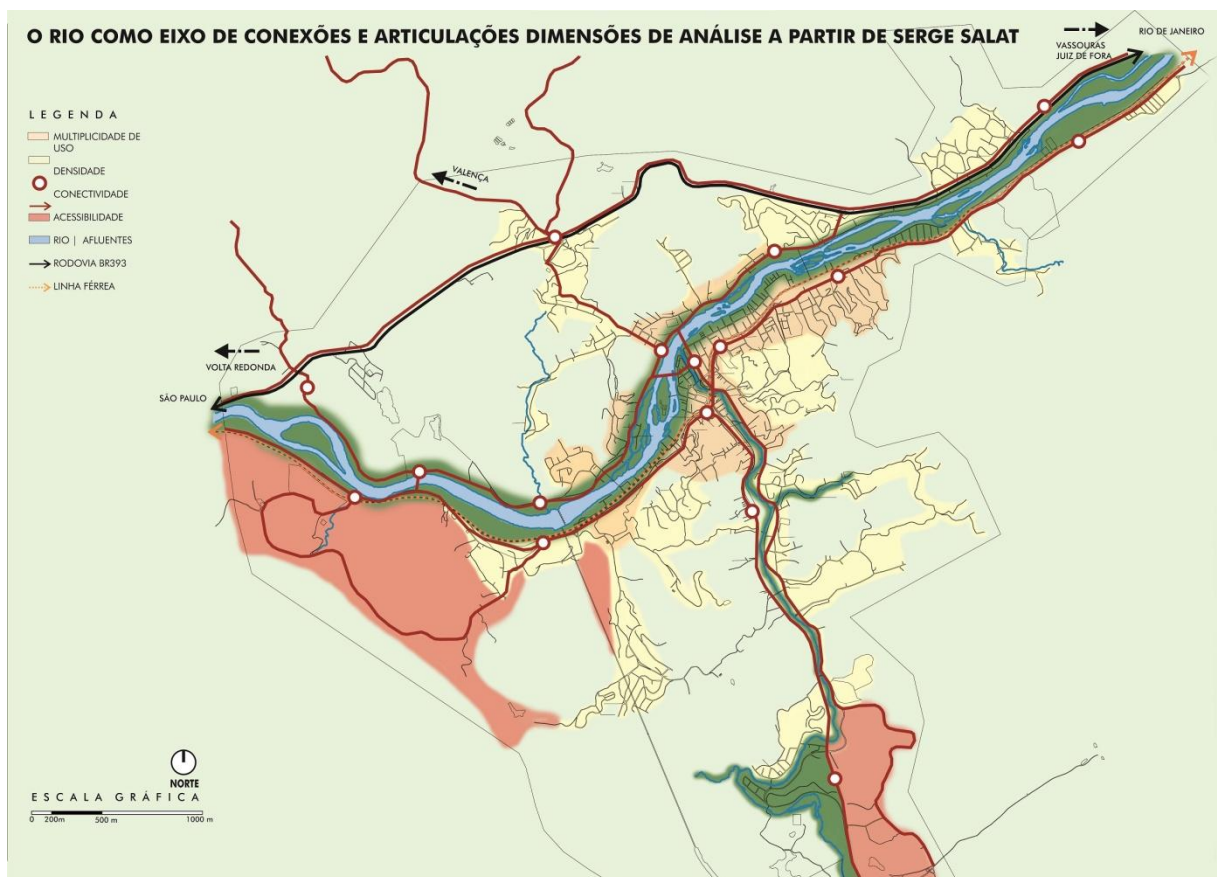 O RIO COMO EIXO DE CONEXÕES E ARTICULAÇÕES DIMENSÕES DE ANÁLISE A PARTIR DE SERGE SALAT
RIO DE JANEIRO
VASSOURAS
JUIZ DE FORA
LEGENDA
MULTIPLICIDADE DE
USO
DENSIDADE
CONECTIVIDADE
ACESSIBILIDADE
RIO | AFLUENTES
RODOVIA BR393
LINHA FÉRREA
VALENÇA
VOLTA REDONDA
SÃO PAULO
NORTE
ESCALA GRÁFICA
0 200m 500 m 1000 m